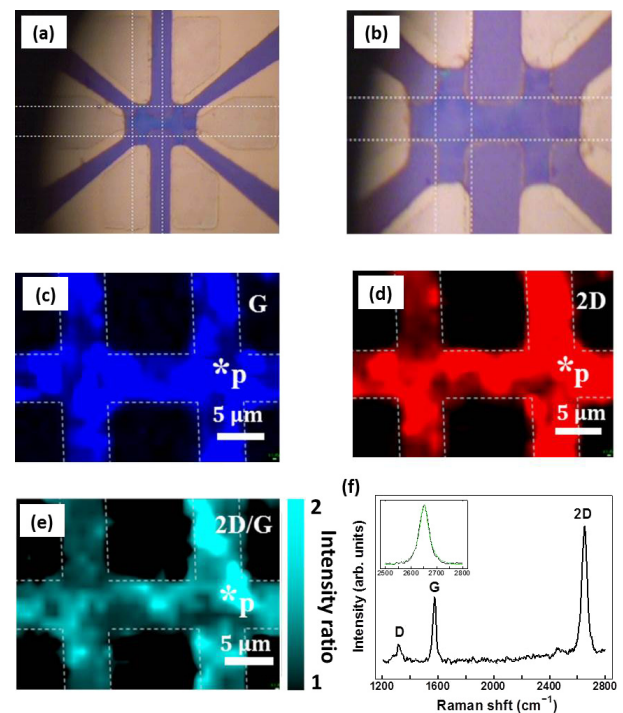 (a)
(b)
(c)
G
*p
5 μm
(d)
2D
*p
5 μm
(e)
2D/G
*p
5 μm
2
Intensity ratio
1
(f)
Intensity (arb. units)
2D
G
D
2500 2600 2700 2800
1200 1600 2000 2400 2800
Raman shft (cm⁻¹)